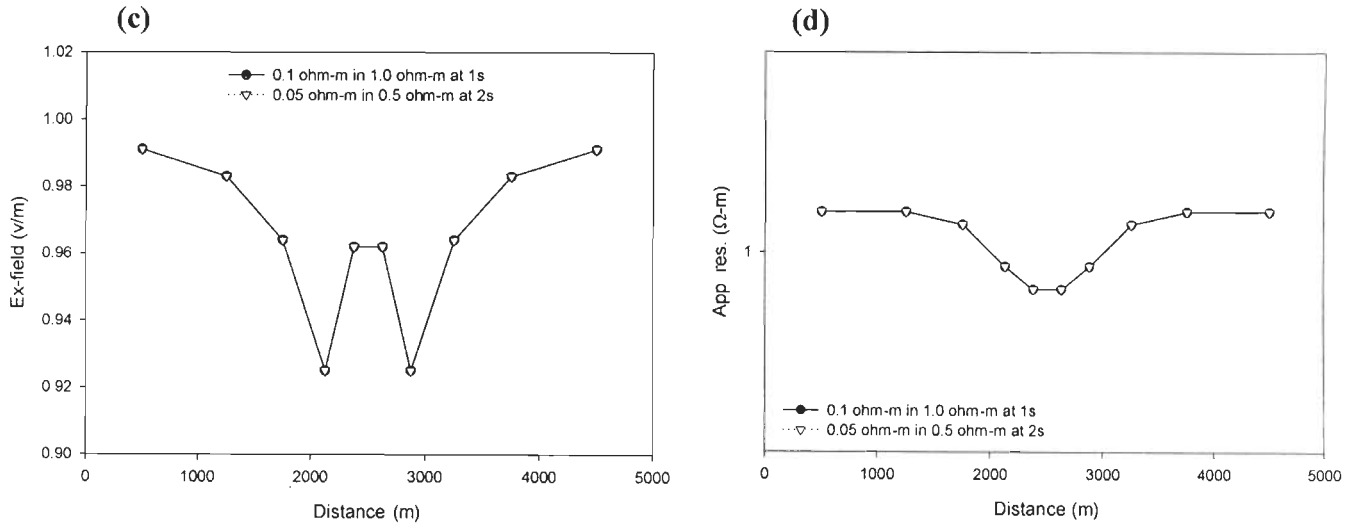 (c)
1.02
1.00
0.98
0.96
0.94
0.92
0.90
Ex-field (v/m)
0.1 ohm-m in 1.0 ohm-m at 1s
0.05 ohm-m in 0.5 ohm-m at 2s
0 1000 2000 3000 4000 5000
Distance (m)
(d)
App res. (Ω-m)
1
0.1 ohm-m in 1.0 ohm-m at 1s
0.05 ohm-m in 0.5 ohm-m at 2s
0 1000 2000 3000 4000 5000
Distance (m)